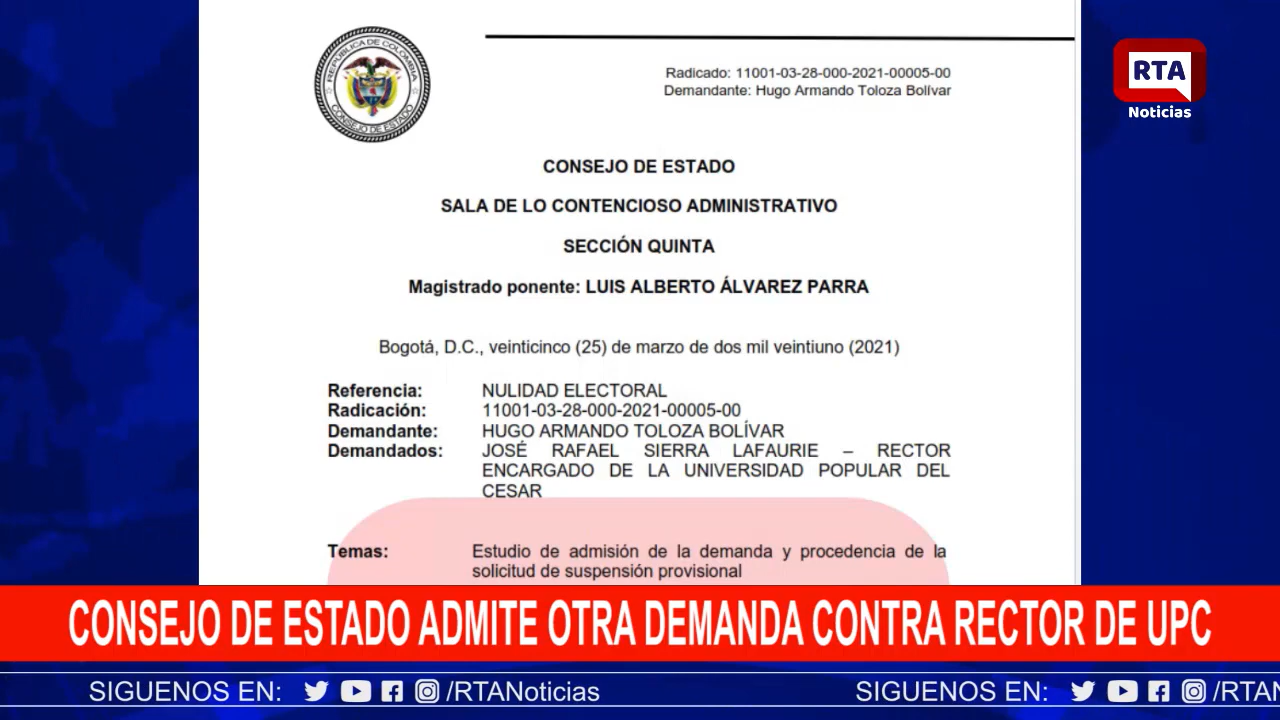 REPÚBLICA DE COLOMBIA
CONSEJO DE ESTADO
Radicado: 11001-03-28-000-2021-00005-00
Demandante: Hugo Armando Toloza Bolívar
RTA
Noticias
CONSEJO DE ESTADO
SALA DE LO CONTENCIOSO ADMINISTRATIVO
SECCIÓN QUINTA
Magistrado ponente: LUIS ALBERTO ÁLVAREZ PARRA
Bogotá, D.C., veinticinco (25) de marzo de dos mil veintiuno (2021)
Referencia: NULIDAD ELECTORAL
Radicación: 11001-03-28-000-2021-00005-00
Demandante: HUGO ARMANDO TOLOZA BOLÍVAR
Demandados: JOSÉ RAFAEL SIERRA LAFAURIE – RECTOR
ENCARGADO DE LA UNIVERSIDAD POPULAR DEL
CESAR
Temas: Estudio de admisión de la demanda y procedencia de la
solicitud de suspensión provisional
CONSEJO DE ESTADO ADMITE OTRA DEMANDA CONTRA RECTOR DE UPC
SIGUENOS EN: /RTANoticias SIGUENOS EN: /RTAN